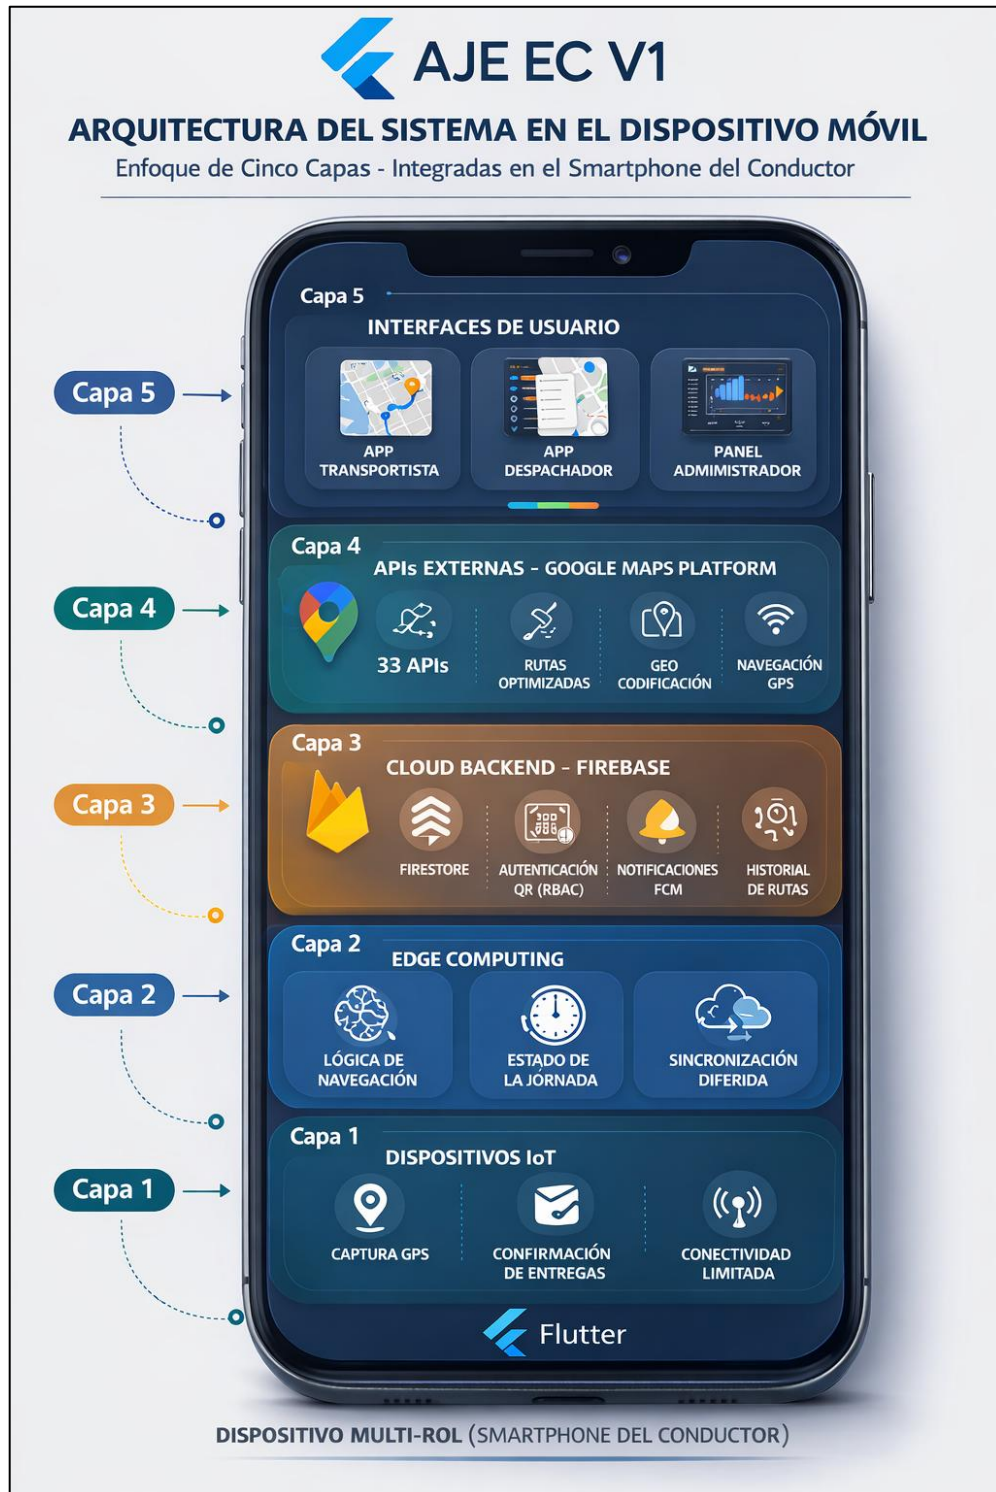 AJE EC V1
ARQUITECTURA DEL SISTEMA EN EL DISPOSITIVO MÓVIL
Enfoque de Cinco Capas - Integradas en el Smartphone del Conductor
Capa 5
Capa 5
INTERFACES DE USUARIO
APP
TRANSPORTISTA
APP
DESPACHADOR
PANEL
ADMIMISTRADOR
Capa 4
Capa 4
APIs EXTERNAS - GOOGLE MAPS PLATFORM
33 APIs
RUTAS
OPTIMIZADAS
GEO
CODIFICACIÓN
NAVEGACIÓN
GPS
Capa 3
Capa 3
CLOUD BACKEND - FIREBASE
FIRESTORE
AUTENTICACIÓN
QR (RBAC)
NOTIFICACIONES
FCM
HISTORIAL
DE RUTAS
Capa 2
Capa 2
EDGE COMPUTING
LÓGICA DE
NAVEGACIÓN
ESTADO DE
LA JÓRNADA
SINCRONIZACIÓN
DIFERIDA
Capa 1
Capa 1
DISPOSITIVOS IoT
CAPTURA GPS
CONFIRMACIÓN
DE ENTREGAS
CONECTIVIDAD
LIMITADA
Flutter
DISPOSITIVO MULTI-ROL (SMARTPHONE DEL CONDUCTOR)